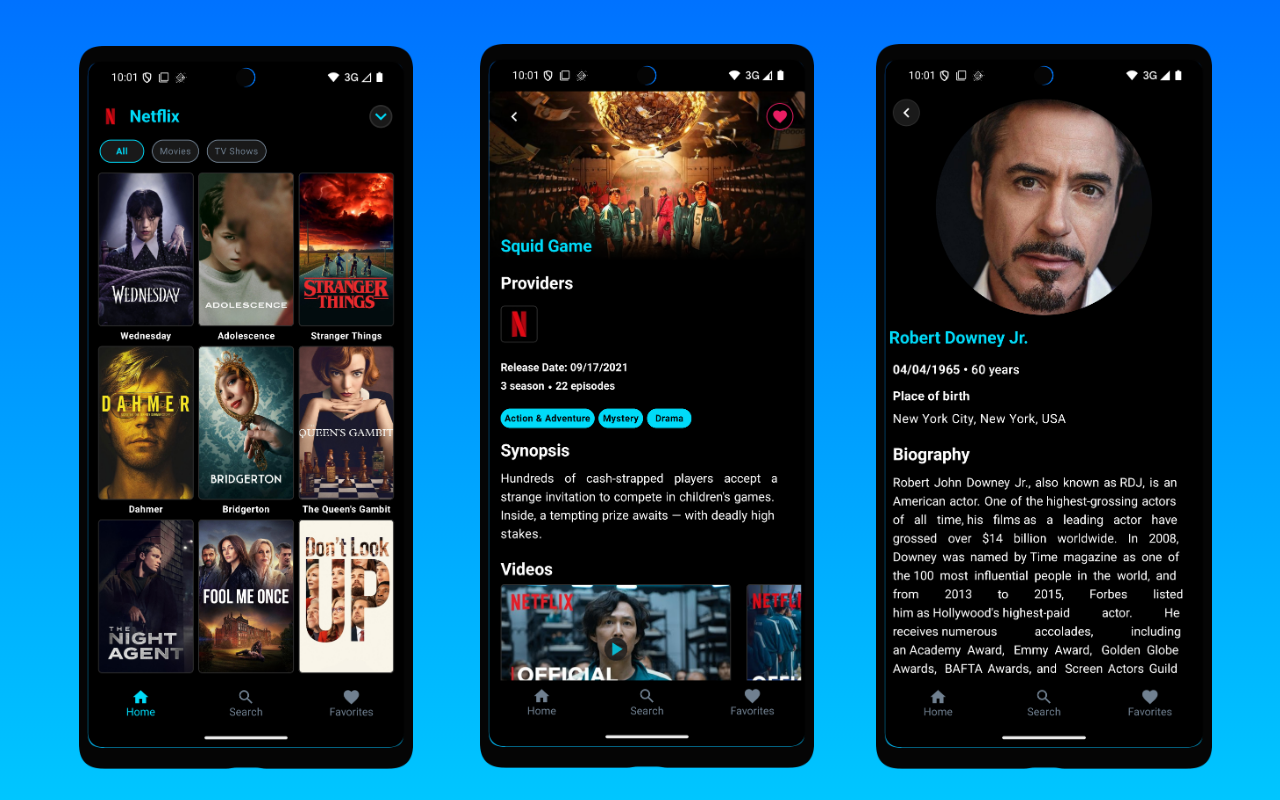 10:01
3G
N
Netflix
All
Movies
TV Shows
WEDNESDAY
Wednesday
ADOLESCENCE
Adolescence
STRANGER
THINGS
Stranger Things
DAHMER
Dahmer
BRIDGERTON
Bridgerton
QUEEN'S GAMBIT
The Queen's Gambit
THE
NIGHT
AGENT
FOOL ME ONCE
Don't Look
UP
Home
Search
Favorites
10:01
3G
Squid Game
Providers
N
Release Date: 09/17/2021
3 season • 22 episodes
Action & Adventure
Mystery
Drama
Synopsis
Hundreds of cash-strapped players accept a
strange invitation to compete in children's games.
Inside, a tempting prize awaits — with deadly high
stakes.
Videos
NETFLIX
OFFICIAL
NETFL
Home
Search
Favorites
10:01
3G
Robert Downey Jr.
04/04/1965 • 60 years
Place of birth
New York City, New York, USA
Biography
Robert John Downey Jr., also known as RDJ, is an
American actor. One of the highest-grossing actors
of all time, his films as a leading actor have
grossed over $14 billion worldwide. In 2008,
Downey was named by Time magazine as one of
the 100 most influential people in the world, and
from 2013 to 2015, Forbes listed
him as Hollywood's highest-paid actor. He
receives numerous accolades, including
an Academy Award, Emmy Award, Golden Globe
Awards, BAFTA Awards, and Screen Actors Guild
Home
Search
Favorites